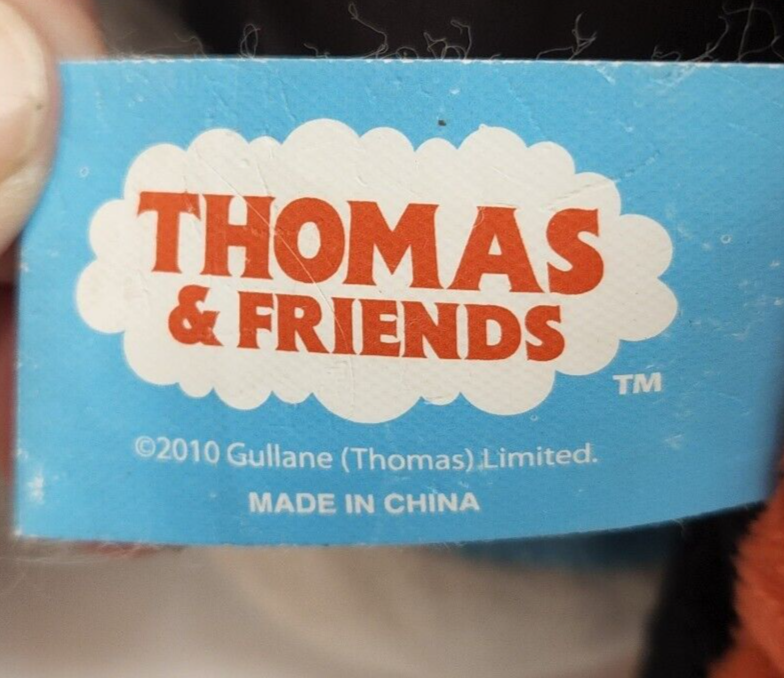 THOMAS
& FRIENDS
TM
©2010 Gullane (Thomas) Limited.
MADE IN CHINA